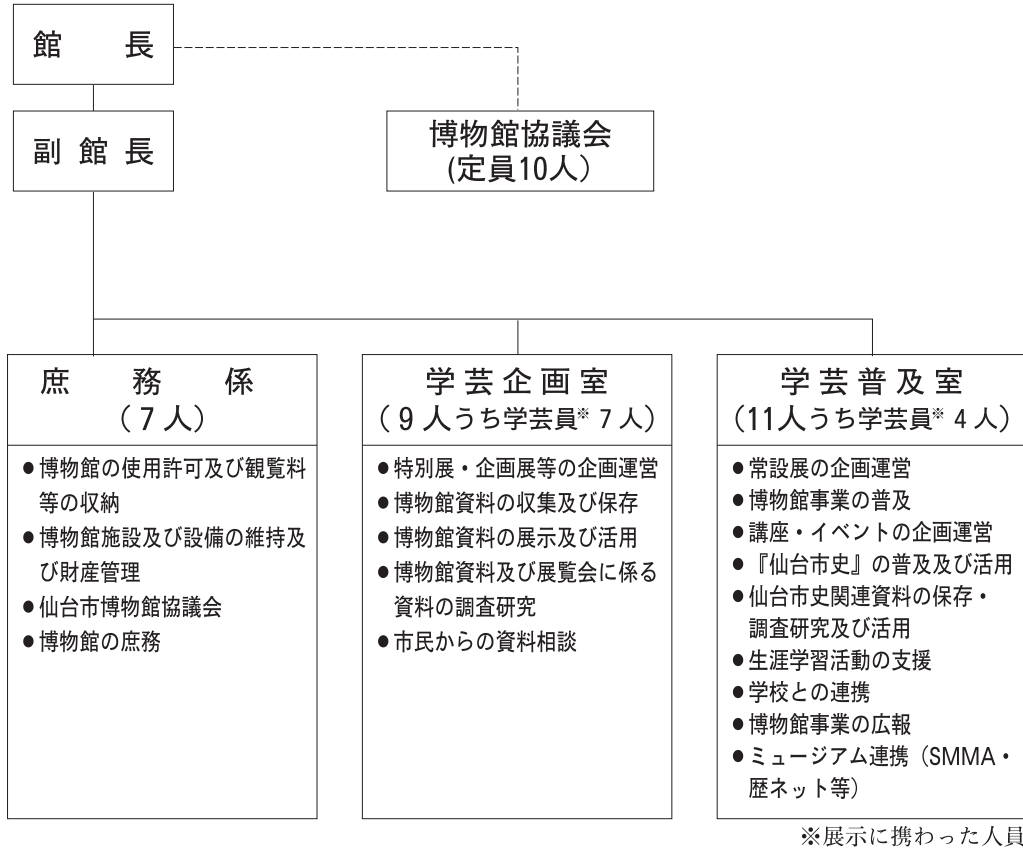 館 長
副 館 長
博物館協議会
(定員10人)
庶 務 係
(7人)
●博物館の使用許可及び観覧料
等の収納
●博物館施設及び設備の維持及
び財産管理
●仙台市博物館協議会
●博物館の庶務
学芸企画室
(9人うち学芸員※ 7人)
●特別展・企画展等の企画運営
●博物館資料の収集及び保存
●博物館資料の展示及び活用
●博物館資料及び展覧会に係る
資料の調査研究
●市民からの資料相談
学芸普及室
(11人うち学芸員※ 4人)
●常設展の企画運営
●博物館事業の普及
●講座・イベントの企画運営
●『仙台市史』の普及及び活用
●仙台市史関連資料の保存・
調査研究及び活用
●生涯学習活動の支援
●学校との連携
●博物館事業の広報
●ミュージアム連携（SMMA・
歴ネット等）
※展示に携わった人員